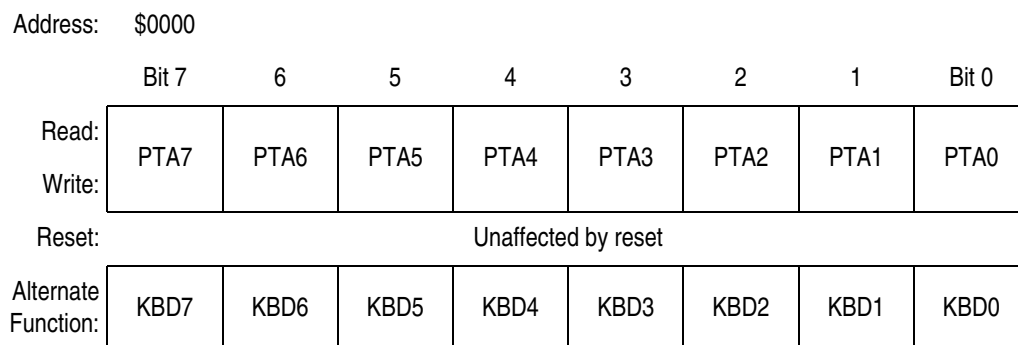 Address: $0000
Bit 7 6 5 4 3 2 1 Bit 0
Read:
PTA7 PTA6 PTA5 PTA4 PTA3 PTA2 PTA1 PTA0
Write:
Reset: Unaffected by reset
Alternate
Function: KBD7 KBD6 KBD5 KBD4 KBD3 KBD2 KBD1 KBD0